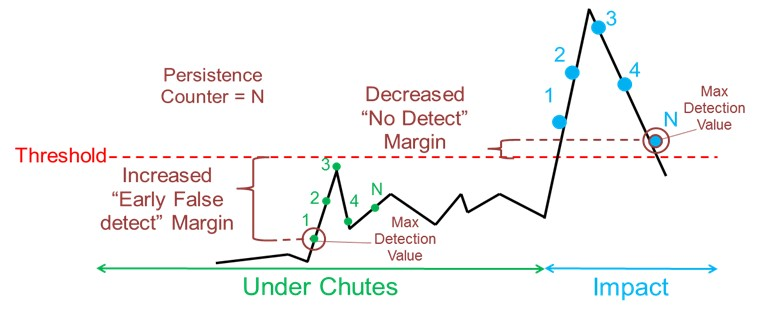 Persistence
Counter = N
Decreased
“No Detect”
Margin
Max
Detection
Value
Threshold
Increased
“Early False
detect” Margin
1
2
3
4
N
Max
Detection
Value
1
2
3
4
N
Under Chutes
Impact